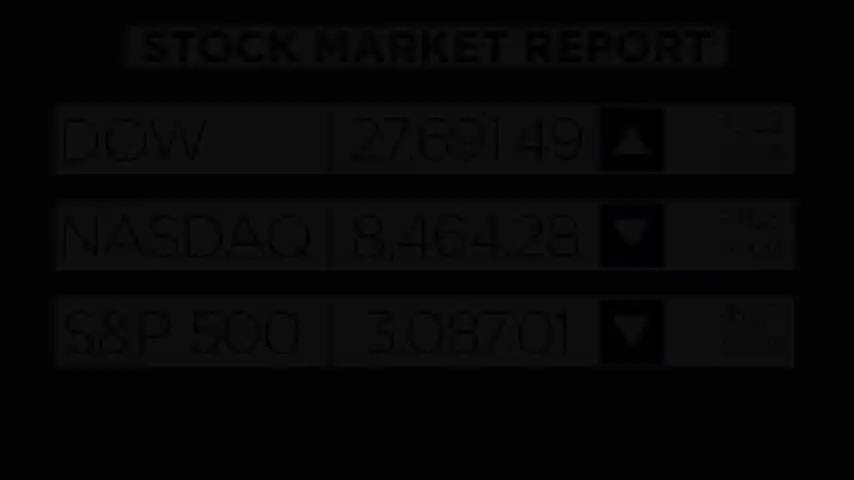 STOCK MARKET REPORT
DOW 27,691.49
NASDAQ 8,464.28
S&P 500 3,087.01